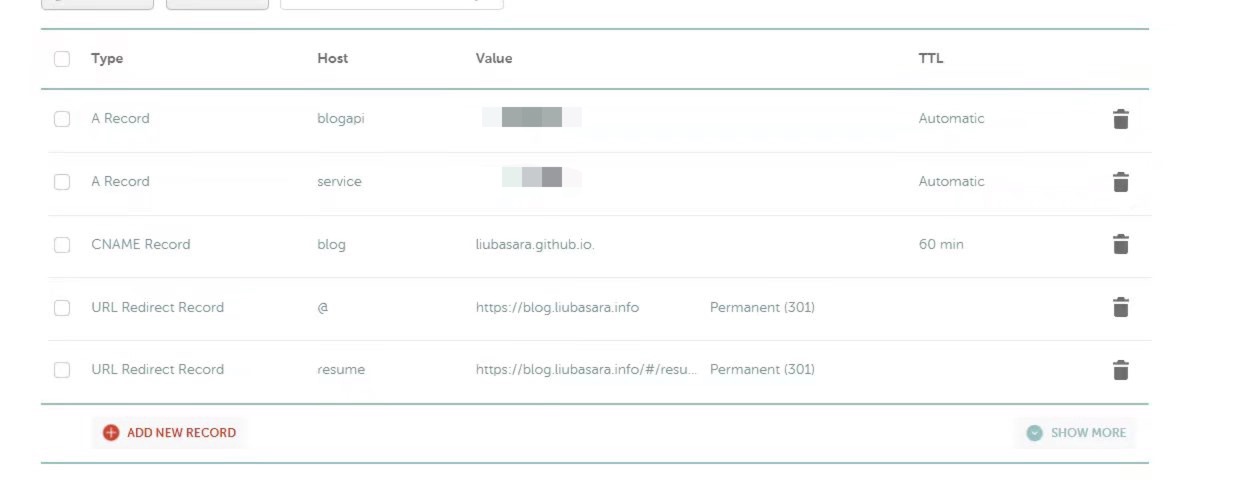 Type Host Value TTL
A Record blogapi Automatic
A Record service Automatic
CNAME Record blog liubasara.github.io. 60 min
URL Redirect Record @ https://blog.liubasara.info Permanent (301)
URL Redirect Record resume https://blog.liubasara.info/#/resu... Permanent (301)
ADD NEW RECORD SHOW MORE